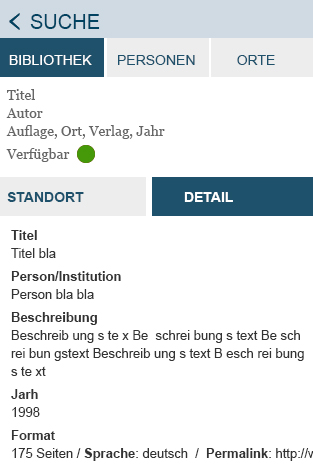 SUCHE
BIBLIOTHEK PERSONEN ORTE
Titel
Autor
Auflage, Ort, Verlag, Jahr
Verfügbar
STANDORT DETAIL
Titel
Titel bla
Person/Institution
Person bla bla
Beschreibung
Beschreib ung s te x Be schrei bung s text Be sch
rei bun gstext Beschreib ung s text B esch rei bung
s te xt
Jarh
1998
Format
175 Seiten / Sprache: deutsch / Permalink: http://v